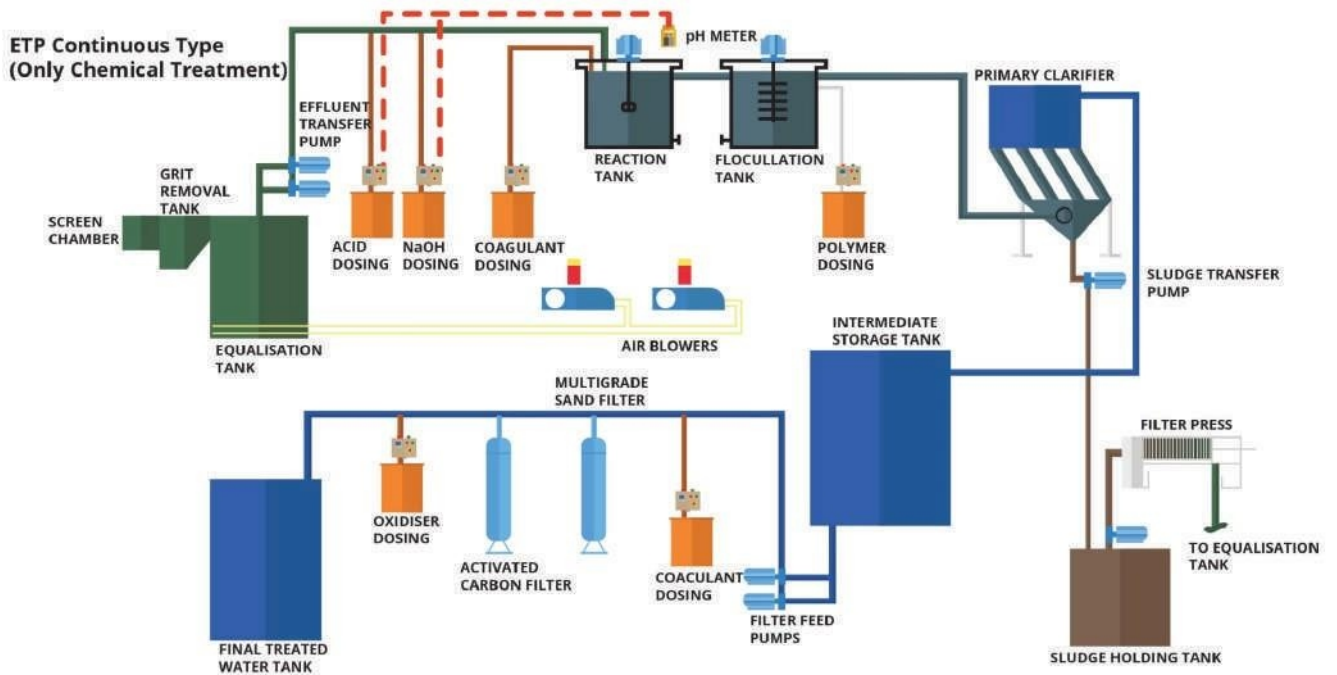 ETP Continuous Type
(Only Chemical Treatment)
pH METER
PRIMARY CLARIFIER
EFFLUENT
TRANSFER
PUMP
GRIT
REMOVAL
TANK
SCREEN
CHAMBER
REACTION
TANK
FLOCULLATION
TANK
ACID
DOSING
NaOH
DOSING
COAGULANT
DOSING
POLYMER
DOSING
SLUDGE TRANSFER
PUMP
EQUALISATION
TANK
AIR BLOWERS
INTERMEDIATE
STORAGE TANK
MULTIGRADE
SAND FILTER
FILTER PRESS
OXIDISER
DOSING
ACTIVATED
CARBON FILTER
COACULANT
DOSING
FILTER FEED
PUMPS
TO EQUALISATION
TANK
FINAL TREATED
WATER TANK
SLUDGE HOLDING TANK